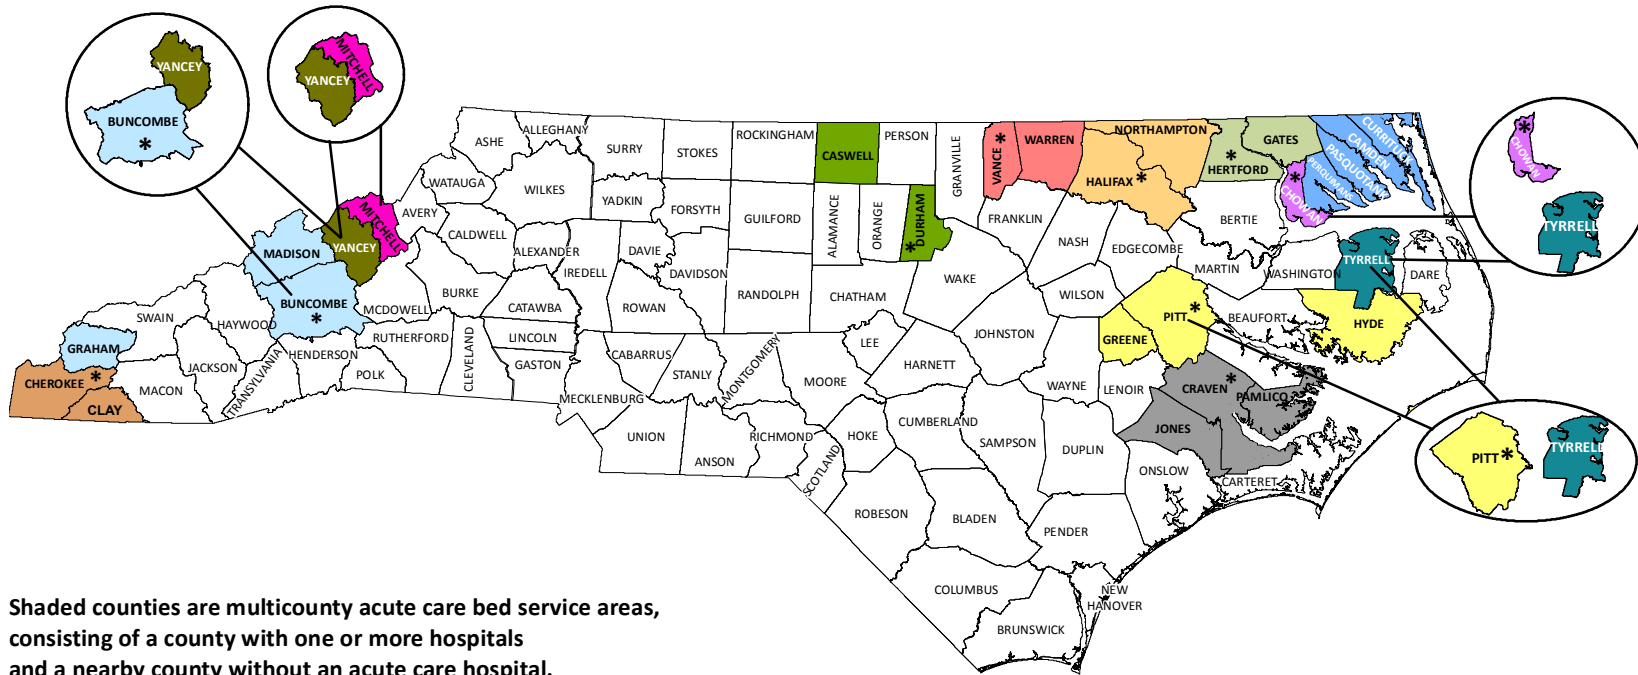 YANCEY
BUNCOMBE
*
MITCHELL
YANCEY
ASHE
ALLEGHANY
SURRY
STOKES
ROCKINGHAM
CASWELL
PERSON
GRANVILLE
VANCE *
WARREN
NORTHAMPTON
HALIFAX *
*
HERTFORD
GATES
CURRITUCK
CAMDEN
PASQUOTANK
PERQUIMANS
*
CHOWAN
*
CHOWAN
TYRRELL
WATAUGA
WILKES
YADKIN
FORSYTH
GUILFORD
ALAMANCE
ORANGE
DURHAM
*
FRANKLIN
BERTIE
MITCHELL
AVERY
CALDWELL
ALEXANDER
IREDELL
DAVIE
DAVIDSON
NASH
EDGECOMBE
MARTIN
WASHINGTON
TYRRELL
DARE
MADISON
YANCEY
BUNCOMBE
*
MCDOWELL
BURKE
CATAWBA
ROWAN
RANDOLPH
CHATHAM
WAKE
WILSON
PITT *
BEAUFORT
HYDE
SWAIN
HAYWOOD
GRAHAM
RUTHERFORD
CLEVELAND
LINCOLN
GASTON
CABARRUS
STANLY
MONTGOMERY
MOORE
LEE
HARNETT
JOHNSTON
GREENE
WAYNE
LENOIR
CRAVEN *
PAMLICO
JONES
CHEROKEE *
CLAY
MACON
JACKSON
TRANSYLVANIA
HENDERSON
POLK
MECKLENBURG
UNION
ANSON
RICHMOND
SCOTLAND
HOKE
CUMBERLAND
SAMPSON
DUPLIN
ONSLOW
CARTERET
PITT *
TYRRELL
ROBESON
BLADEN
PENDER
COLUMBUS
NEW
HANOVER
BRUNSWICK
Shaded counties are multicounty acute care bed service areas,
consisting of a county with one or more hospitals
and a nearby county without an acute care hospital.